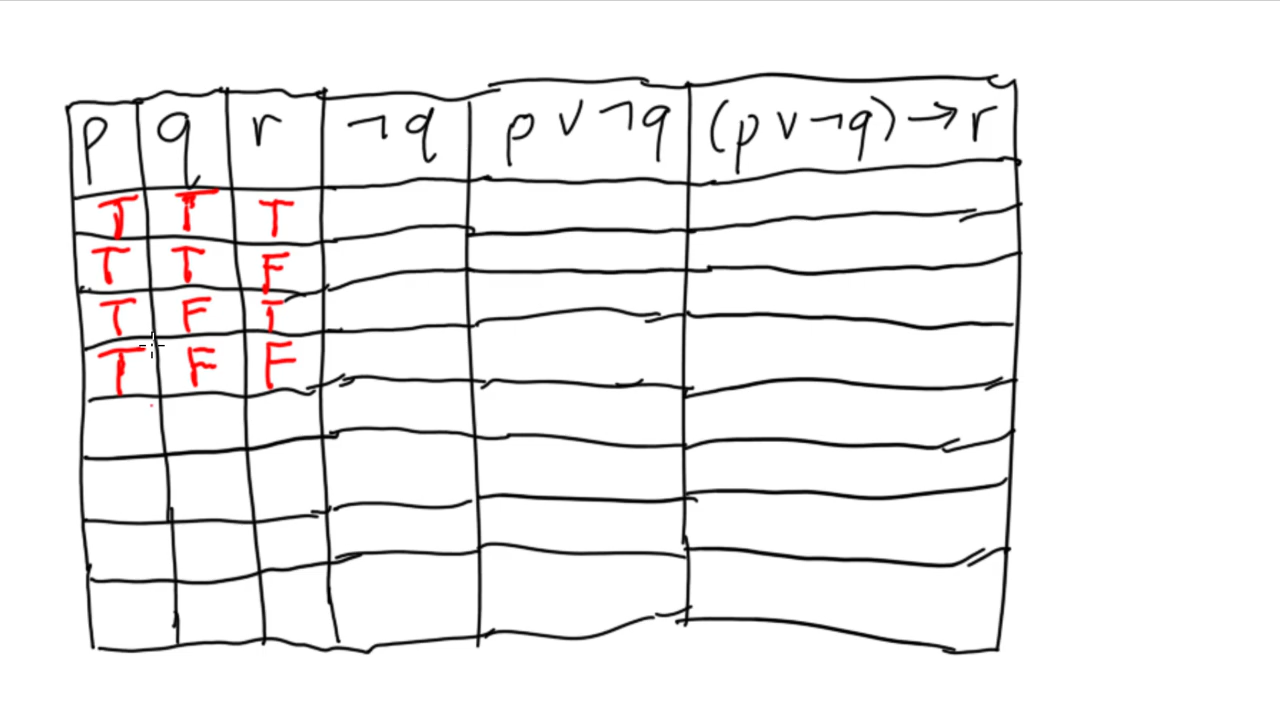 p q r ¬q p ∨ ¬q (p ∨ ¬q) → r
T T T
T T F
T F T
T F F